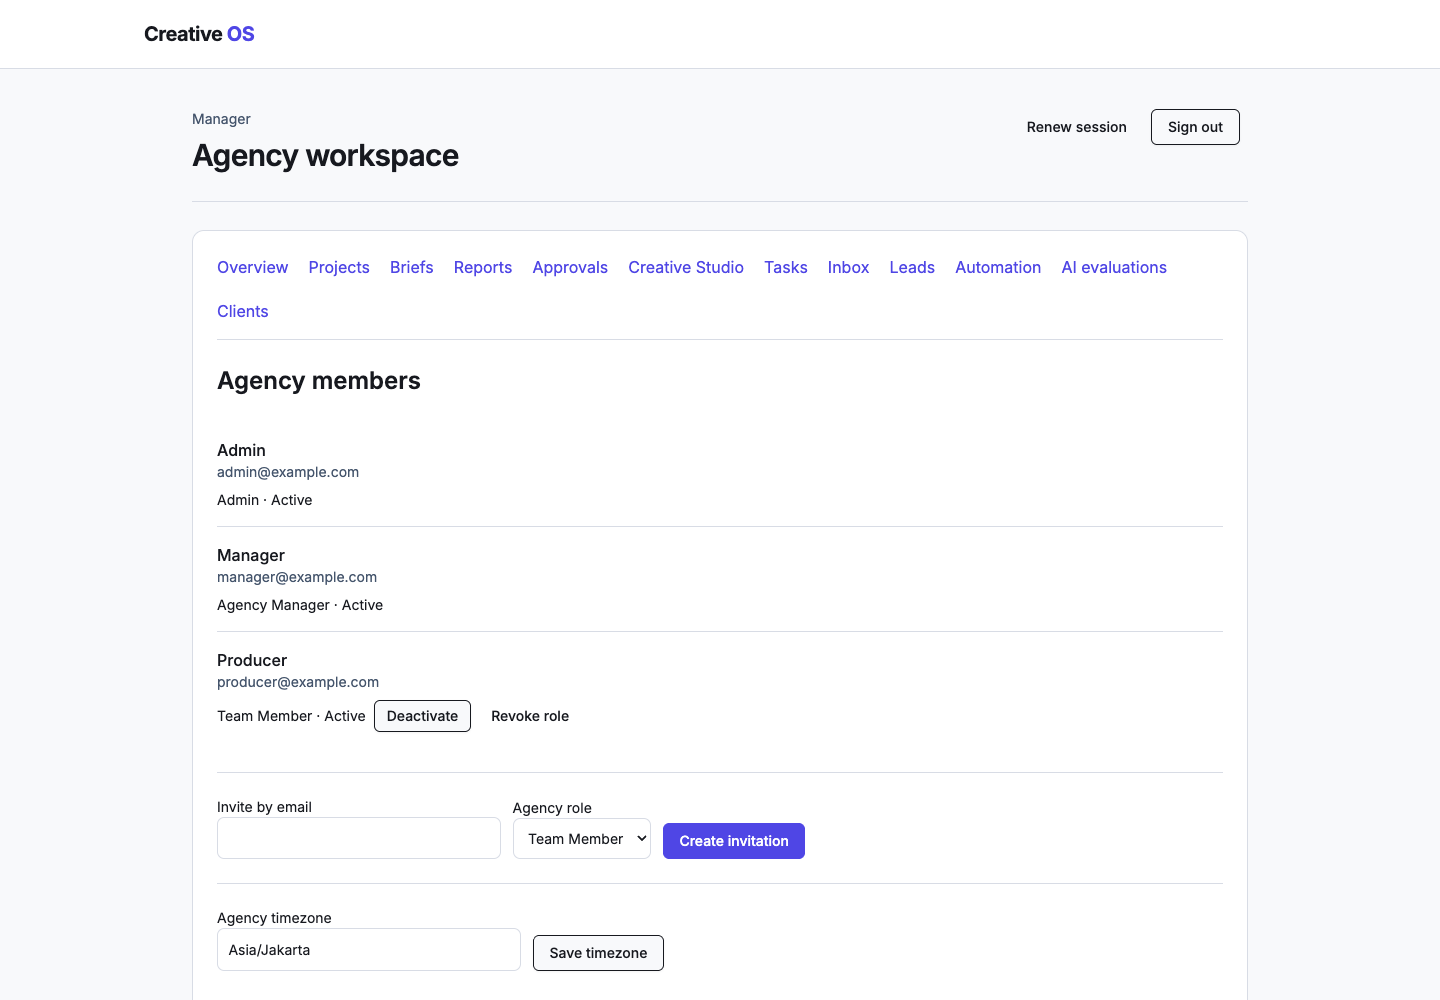 Creative OS
Manager
Agency workspace
Renew session
Sign out
Overview Projects Briefs Reports Approvals Creative Studio Tasks Inbox Leads Automation AI evaluations
Clients
Agency members
Admin
admin@example.com
Admin · Active
Manager
manager@example.com
Agency Manager · Active
Producer
producer@example.com
Team Member · Active Deactivate Revoke role
Invite by email
Agency role
Team Member
Create invitation
Agency timezone
Asia/Jakarta
Save timezone